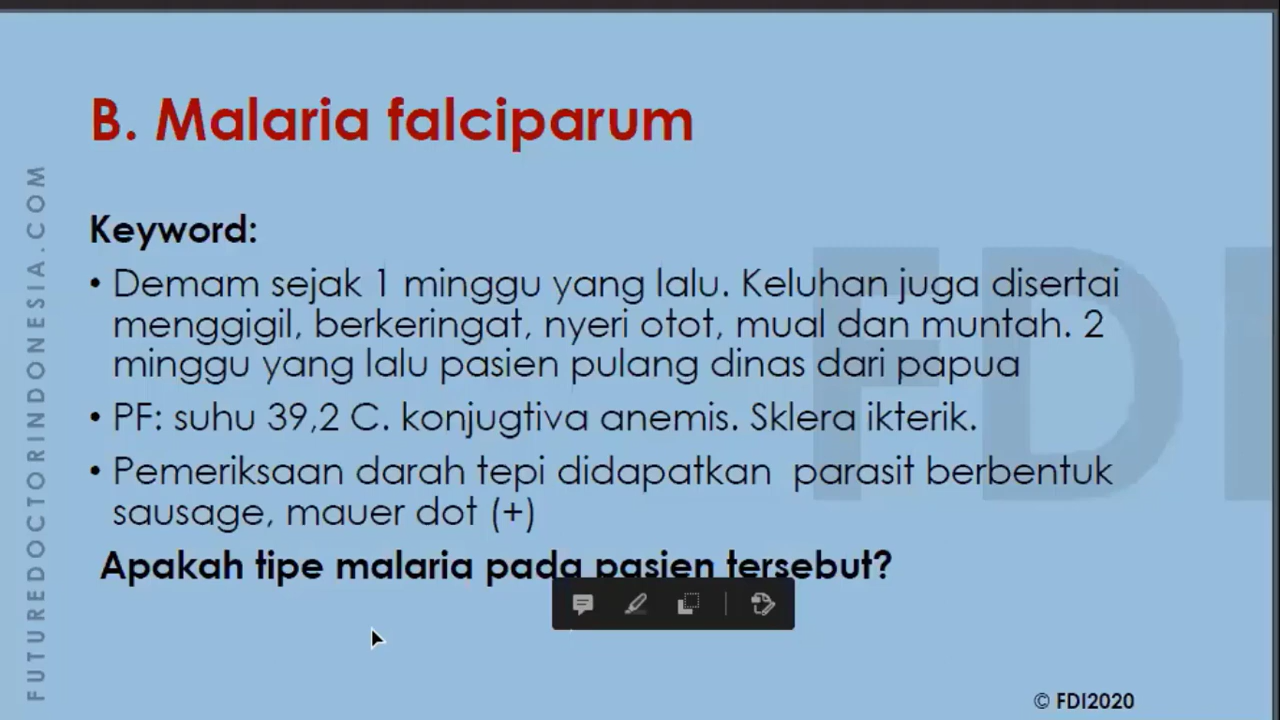 B. Malaria falciparum
FUTUREDOCTORINDONESIA.COM
Keyword:
• Demam sejak 1 minggu yang lalu. Keluhan juga disertai
menggigil, berkeringat, nyeri otot, mual dan muntah. 2
minggu yang lalu pasien pulang dinas dari papua
• PF: suhu 39,2 C. konjugtiva anemis. Sklera ikterik.
• Pemeriksaan darah tepi didapatkan parasit berbentuk
sausage, mauer dot (+)
Apakah tipe malaria pada pasien tersebut?
FDI
© FDI2020